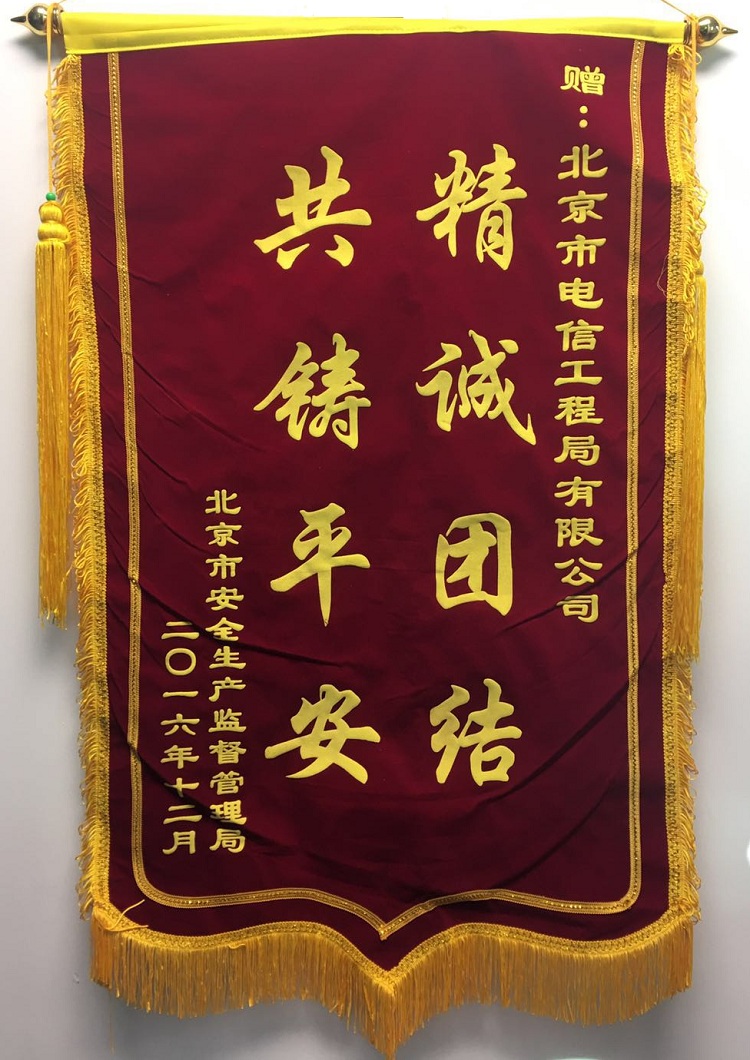 赠：北京市电信工程局有限公司
精诚团结
共铸平安
北京市安全生产监督管理局
二〇一六年十二月